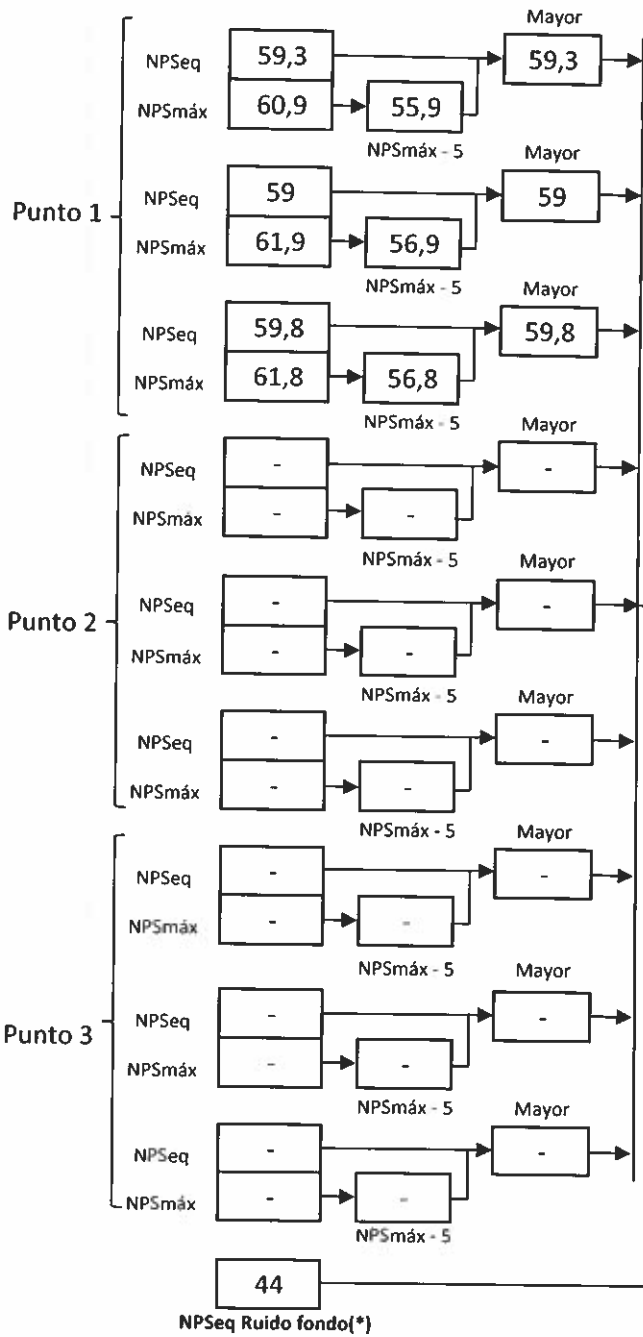 Mayor
NPSeq 59,3 59,3
NPSmáx 60,9 55,9
NPSmáx - 5
Mayor
NPSeq 59 59
Punto 1
NPSmáx 61,9 56,9
NPSmáx - 5
Mayor
NPSeq 59,8 59,8
NPSmáx 61,8 56,8
NPSmáx - 5
Mayor
NPSeq - -
NPSmáx - -
NPSmáx - 5
Mayor
NPSeq - -
Punto 2
NPSmáx - -
NPSmáx - 5
Mayor
NPSeq - -
NPSmáx - -
NPSmáx - 5
Mayor
NPSeq - -
NPSmáx - -
NPSmáx - 5
Mayor
NPSeq - -
Punto 3
NPSmáx - -
NPSmáx - 5
Mayor
NPSeq - -
NPSmáx - -
NPSmáx - 5
44
NPSeq Ruido fondo(*)